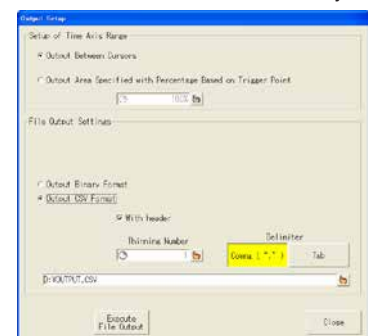 Output Setup
Setup of Time Axis Range
Output Between Cursors
Output Area Specified with Percentage Based on Trigger Point
100%
File Output Settings
Output Binary Format
Output CSV Format
With header
Thinning Number
Delimiter
1
Comma ( "," )
Tab
D:¥OUTPUT.CSV
Execute
File Output
Close